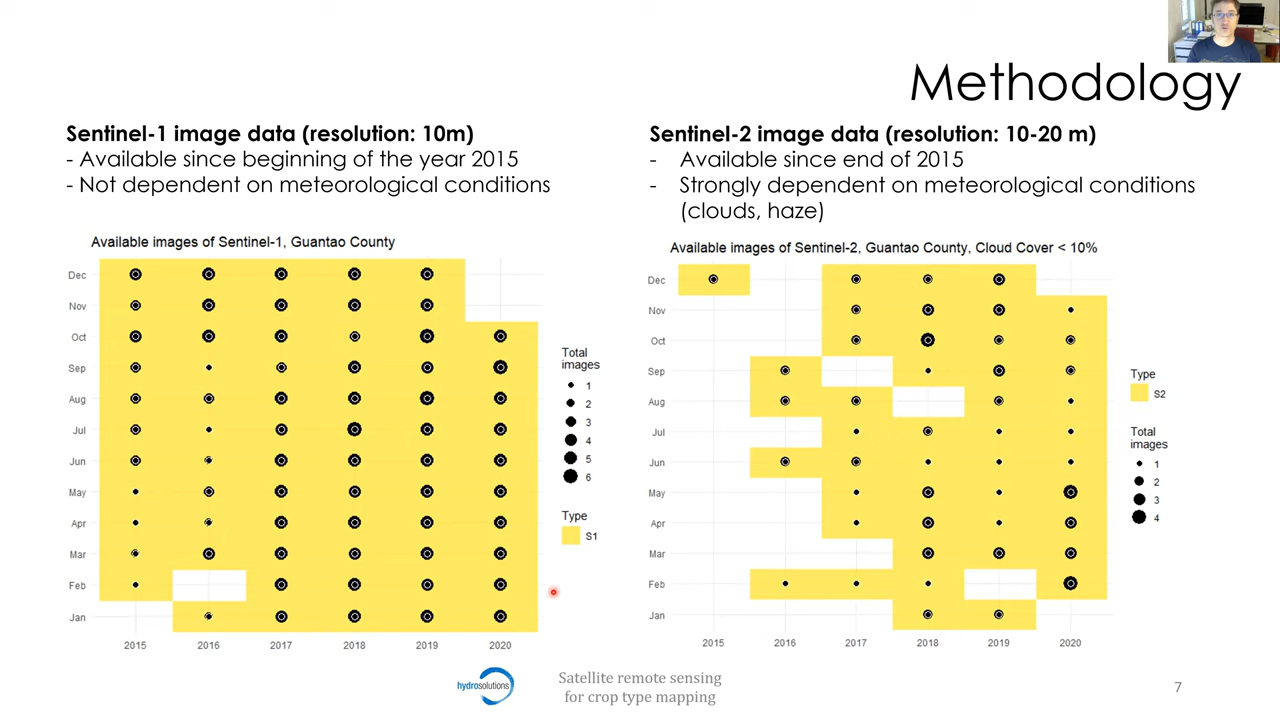 Methodology
Sentinel-1 image data (resolution: 10m)
- Available since beginning of the year 2015
- Not dependent on meteorological conditions
Available images of Sentinel-1, Guantao County
Dec
Nov
Oct
Sep
Aug
Jul
Jun
May
Apr
Mar
Feb
Jan
2015 2016 2017 2018 2019 2020
Total
images
1
2
3
4
5
6
Type
S1
Sentinel-2 image data (resolution: 10-20 m)
- Available since end of 2015
- Strongly dependent on meteorological conditions
(clouds, haze)
Available images of Sentinel-2, Guantao County, Cloud Cover < 10%
Dec
Nov
Oct
Sep
Aug
Jul
Jun
May
Apr
Mar
Feb
Jan
2015 2016 2017 2018 2019 2020
Type
S2
Total
images
1
2
3
4
hydrosolutions
Satellite remote sensing
for crop type mapping
7